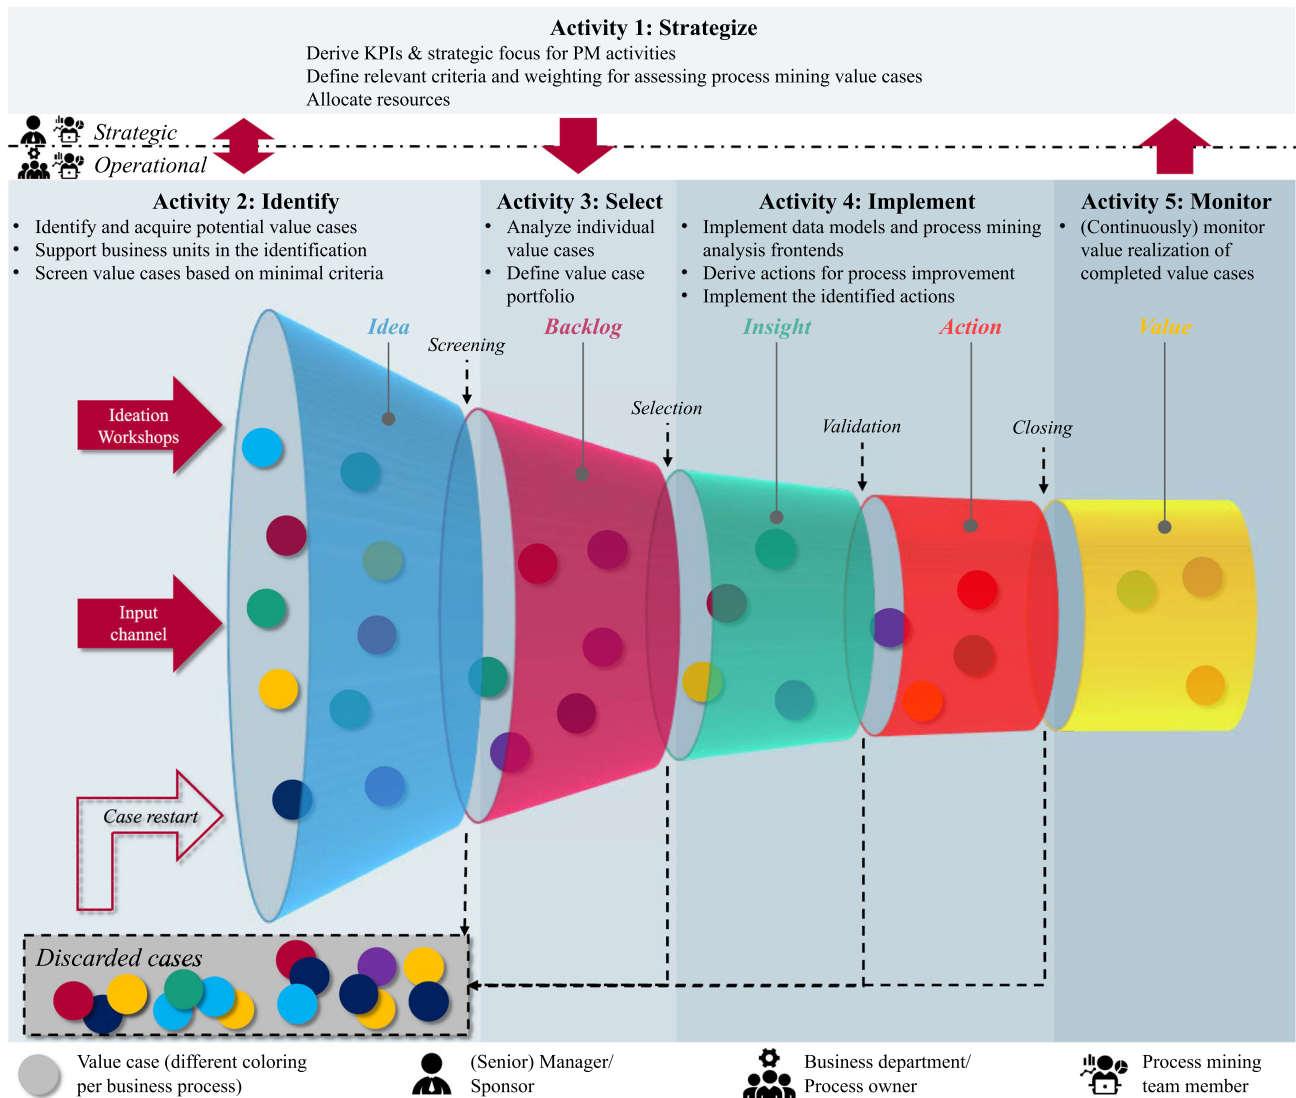 Activity 1: Strategize
Derive KPIs & strategic focus for PM activities
Define relevant criteria and weighting for assessing process mining value cases
Allocate resources
Strategic
Operational
Activity 2: Identify
• Identify and acquire potential value cases
• Support business units in the identification
• Screen value cases based on minimal criteria
Activity 3: Select
• Analyze individual
value cases
• Define value case
portfolio
Activity 4: Implement
• Implement data models and process mining
analysis frontends
• Derive actions for process improvement
• Implement the identified actions
Activity 5: Monitor
• (Continuously) monitor
value realization of
completed value cases
Idea
Backlog
Insight
Action
Value
Screening
Selection
Validation
Closing
Ideation
Workshops
Input
channel
Case restart
Discarded cases
Value case (different coloring
per business process)
(Senior) Manager/
Sponsor
Business department/
Process owner
Process mining
team member